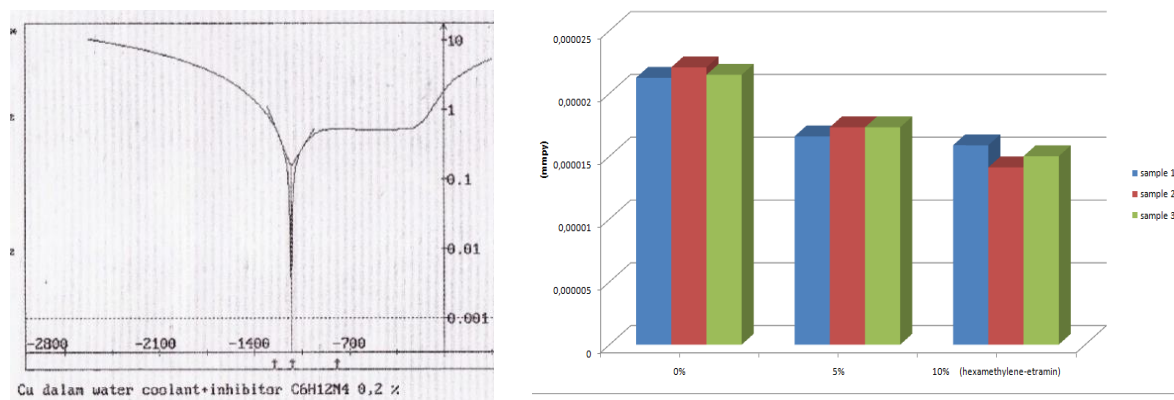 10
1
0.1
0.01
0.001
-2800 -2100 -1400 -700
Cu dalam water coolant+inhibitor C6H12N4 0,2 %
(mmpy)
0,000025
0,00002
0,000015
0,00001
0,000005
0
0% 5% 10% (hexamethylene-etramin)
sample 1
sample 2
sample 3